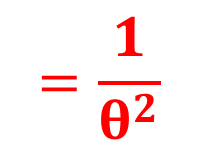 = 1/θ²